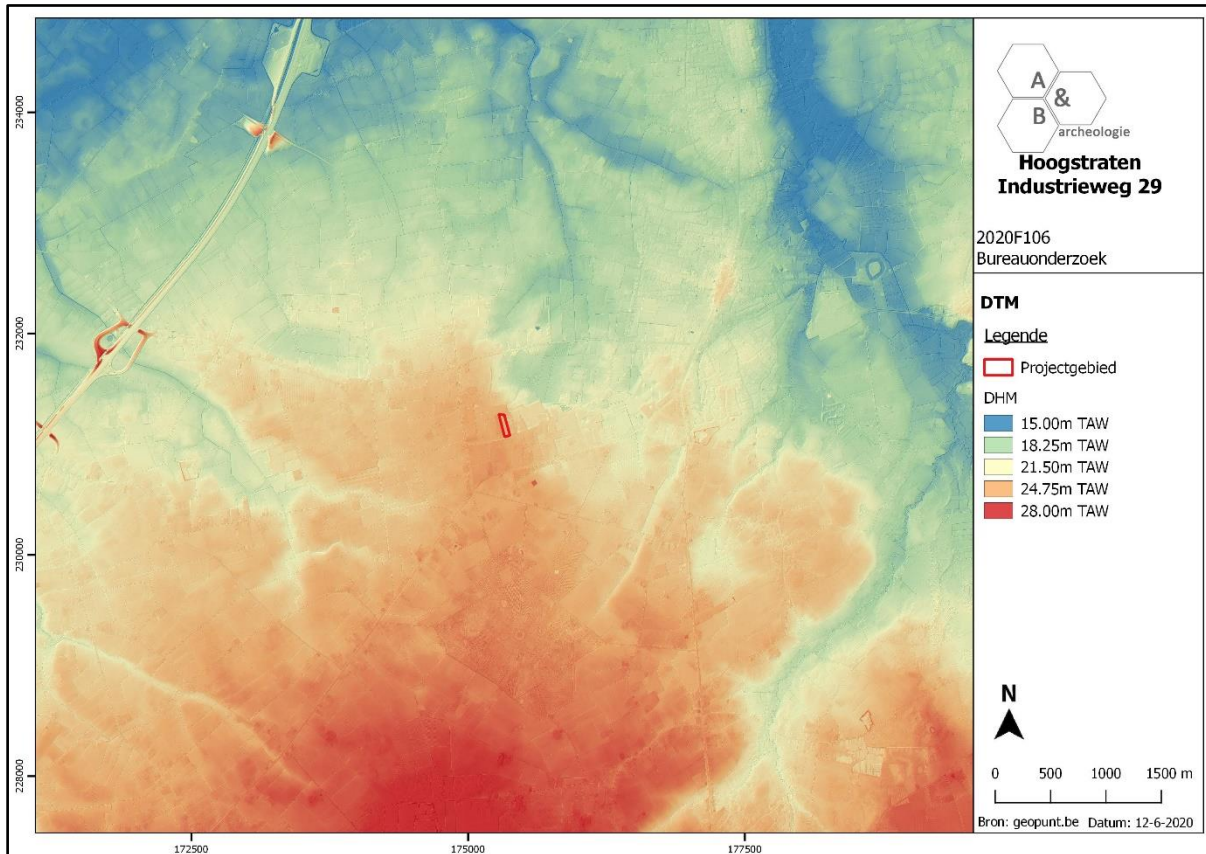 A
&
B
archeologie
Hoogstraten
Industrieweg 29
2020F106
Bureauonderzoek
DTM
Legende
Projectgebied
DHM
15.00m TAW
18.25m TAW
21.50m TAW
24.75m TAW
28.00m TAW
N
0 500 1000 1500 m
Bron: geopunt.be Datum: 12-6-2020
234000
232000
230000
228000
172500 175000 177500